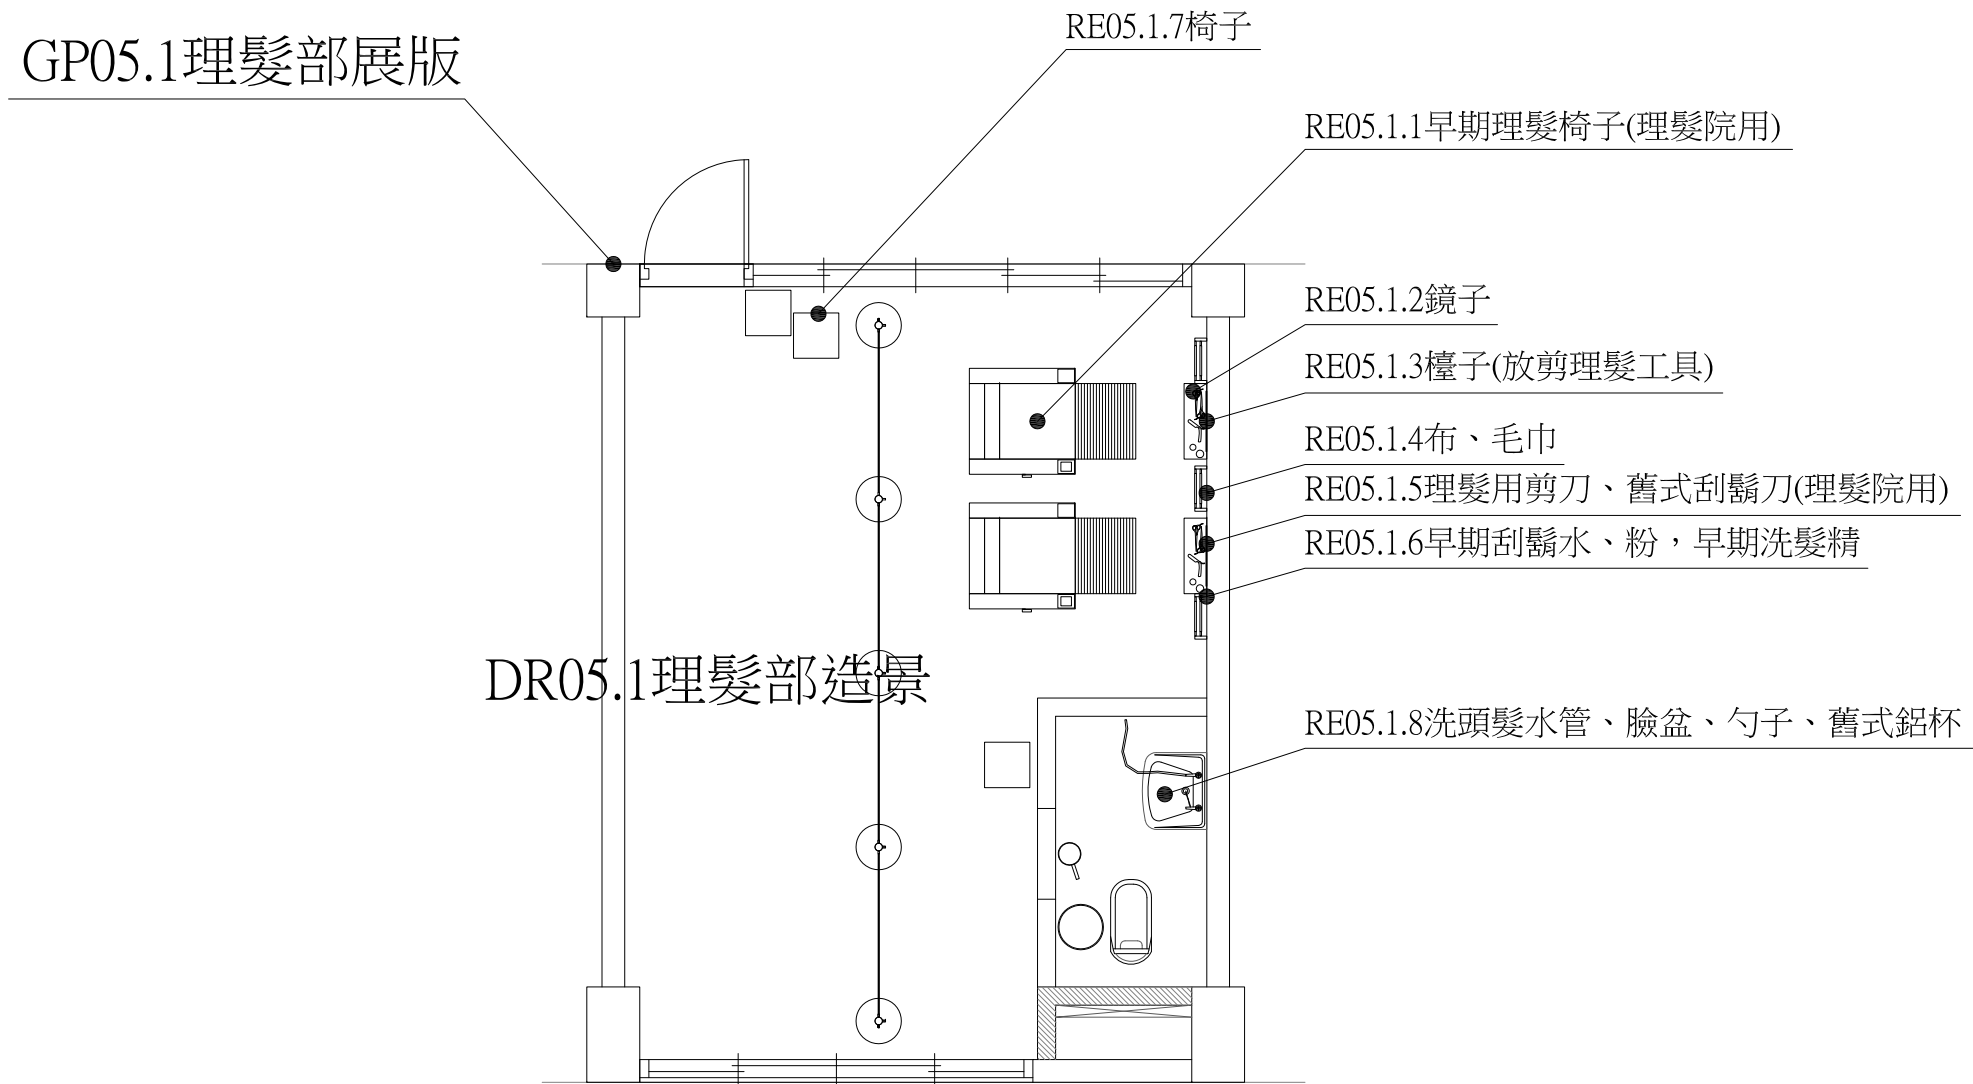 RE05.1.7椅子
GP05.1理髮部展版
RE05.1.1早期理髮椅子(理髮院用)
RE05.1.2鏡子
RE05.1.3檯子(放剪理髮工具)
RE05.1.4布、毛巾
RE05.1.5理髮用剪刀、舊式刮鬍刀(理髮院用)
RE05.1.6早期刮鬍水、粉，早期洗髮精
DR05.1理髮部造景
RE05.1.8洗頭髮水管、臉盆、勺子、舊式鋁杯